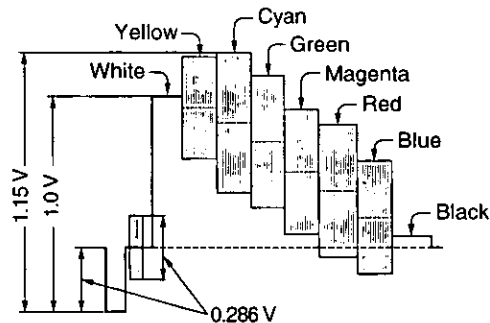 Cyan
Yellow
Green
White
Magenta
Red
Blue
Black
1.15 V
1.0 V
0.286 V